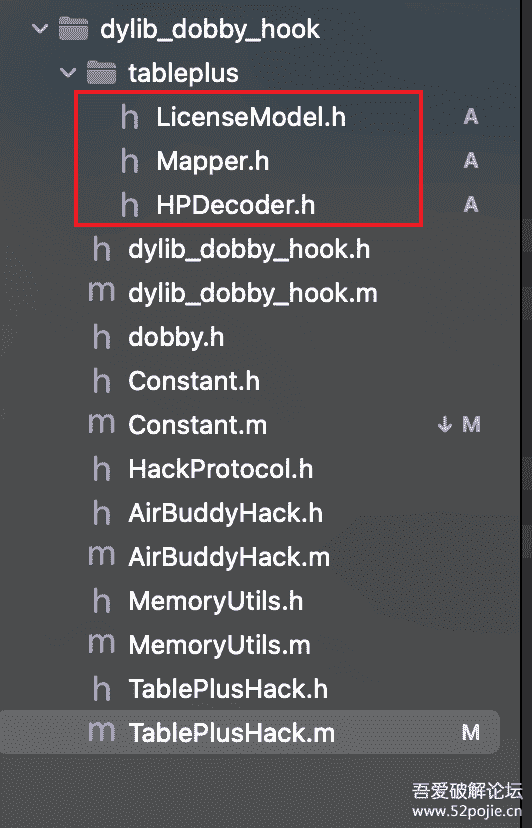 dylib_dobby_hook
tableplus
h LicenseModel.h A
h Mapper.h A
h HPDecoder.h A
h dylib_dobby_hook.h
m dylib_dobby_hook.m
h dobby.h
h Constant.h
m Constant.m ↓ M
h HackProtocol.h
h AirBuddyHack.h
m AirBuddyHack.m
h MemoryUtils.h
m MemoryUtils.m
h TablePlusHack.h
m TablePlusHack.m M
吾爱破解论坛
www.52pojie.cn